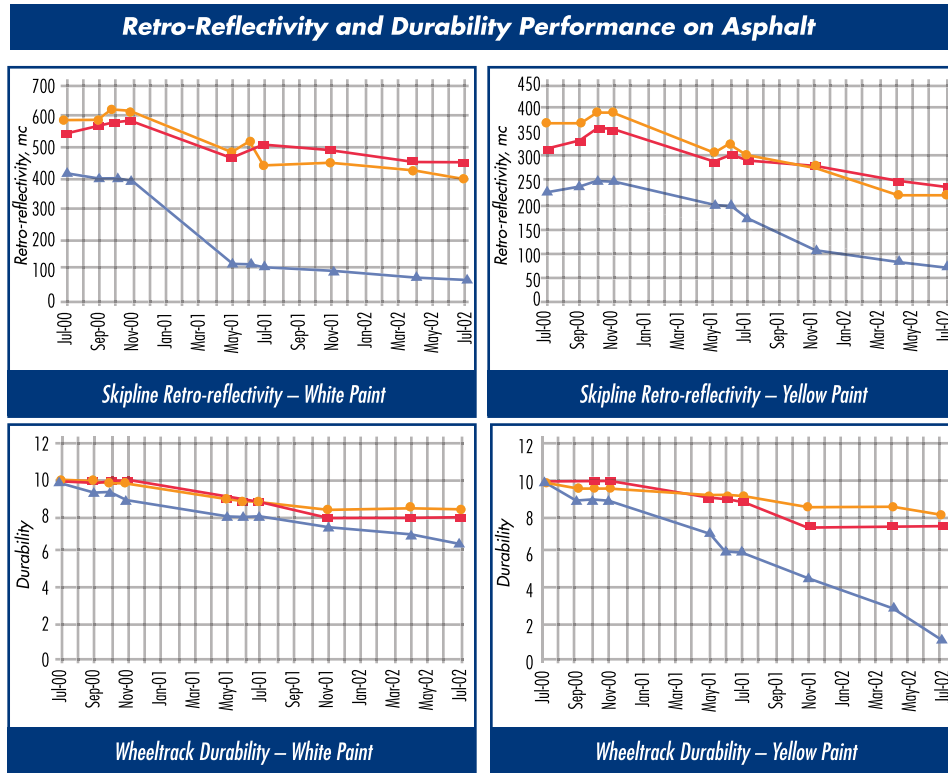 Retro-Reflectivity and Durability Performance on Asphalt
Retro-reflectivity, mc
700
600
500
400
300
200
100
0
Jul-00 Sep-00 Nov-00 Jan-01 Mar-01 May-01 Jul-01 Sep-01 Nov-01 Jan-02 Mar-02 May-02 Jul-02
Skipline Retro-reflectivity – White Paint
Retro-reflectivity, mc
450
400
350
300
250
200
150
100
50
0
Jul-00 Sep-00 Nov-00 Jan-01 Mar-01 May-01 Jul-01 Sep-01 Nov-01 Jan-02 Mar-02 May-02 Jul-02
Skipline Retro-reflectivity – Yellow Paint
Durability
12
10
8
6
4
2
0
Jul-00 Sep-00 Nov-00 Jan-01 Mar-01 May-01 Jul-01 Sep-01 Nov-01 Jan-02 Mar-02 May-02 Jul-02
Wheeltrack Durability – White Paint
Durability
12
10
8
6
4
2
0
Jul-00 Sep-00 Nov-00 Jan-01 Mar-01 May-01 Jul-01 Sep-01 Nov-01 Jan-02 Mar-02 May-02 Jul-02
Wheeltrack Durability – Yellow Paint